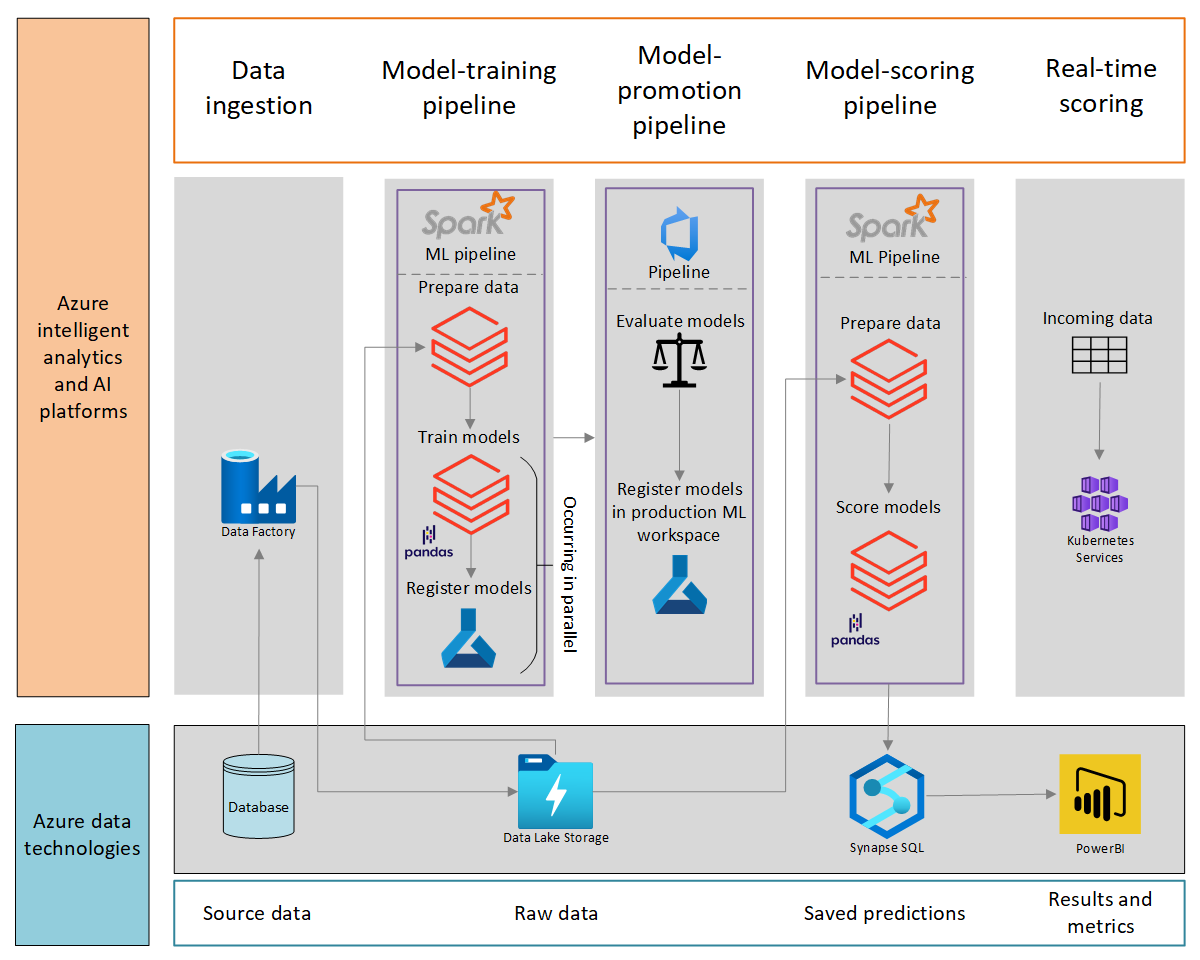 Data
ingestion
Model-training
pipeline
Model-
promotion
pipeline
Model-scoring
pipeline
Real-time
scoring
Azure
intelligent
analytics
and AI
platforms
Data Factory
Spark
ML pipeline
Prepare data
Train models
pandas
Register models
Occurring in parallel
Pipeline
Evaluate models
Register models
in production ML
workspace
Spark
ML Pipeline
Prepare data
Score models
pandas
Incoming data
Kubernetes
Services
Azure data
technologies
Database
Data Lake Storage
Synapse SQL
PowerBI
Source data
Raw data
Saved predictions
Results and
metrics